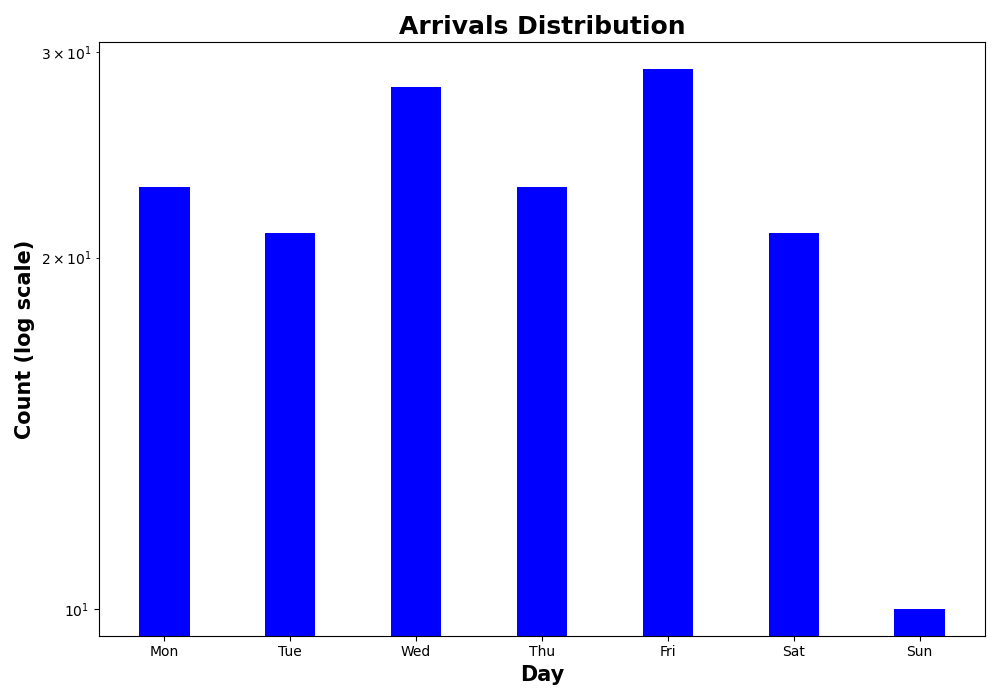 Arrivals Distribution
3 × 10¹
2 × 10¹
10¹
Count (log scale)
Mon Tue Wed Thu Fri Sat Sun
Day